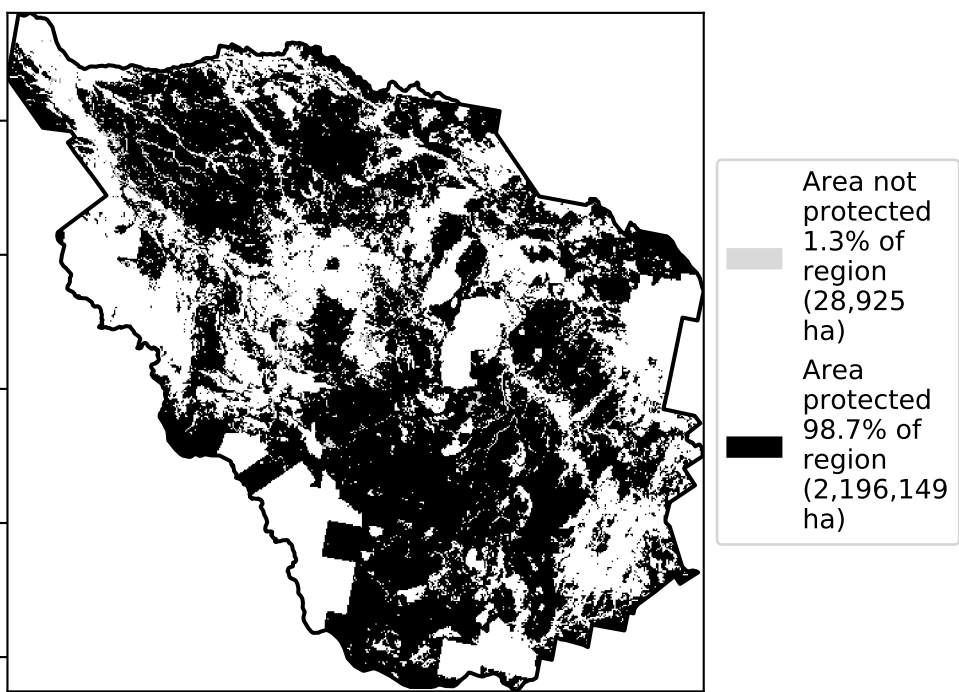 Area not
protected
1.3% of
region
(28,925
ha)
Area
protected
98.7% of
region
(2,196,149
ha)